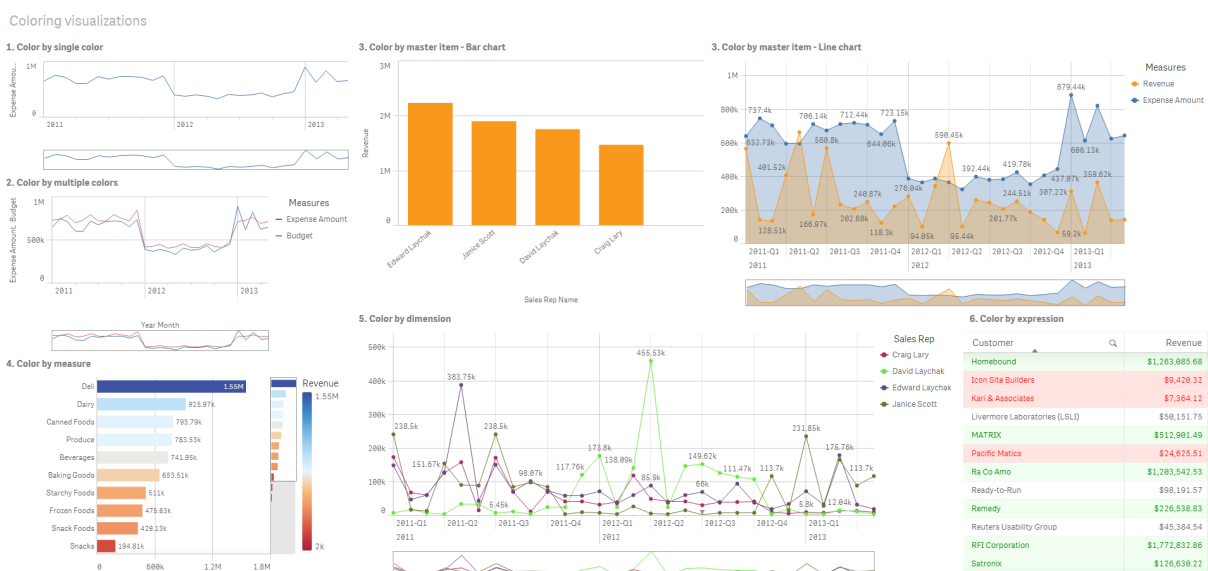 Coloring visualizations
1. Color by single color
Expense Amou...
1M
0
2011
2012
2013
2. Color by multiple colors
Expense Amount, Budget
1M
500k
0
2011
2012
2013
Year Month
Measures
Expense Amount
Budget
3. Color by master item - Bar chart
Revenue
3M
2M
1M
0
Edward Laychak
Janice Scott
David Laychak
Craig Lary
Sales Rep Name
3. Color by master item - Line chart
1M
800k
600k
400k
200k
0
737.4k
632.73k
401.52k
128.51k
706.14k
560.8k
166.97k
712.44k
202.68k
240.87k
644.06k
118.3k
723.15k
276.04k
94.05k
590.45k
95.44k
392.44k
201.77k
419.78k
244.51k
307.22k
437.07k
59.2k
879.44k
606.13k
359.62k
2011-Q1
2011-Q2
2011-Q3
2011-Q4
2012-Q1
2012-Q2
2012-Q3
2012-Q4
2013-Q1
2011
2012
2013
Measures
Revenue
Expense Amount
4. Color by measure
Deli 1.55M
Dairy 925.97k
Canned Foods 793.79k
Produce 783.53k
Beverages 741.95k
Baking Goods 653.51k
Starchy Foods 511k
Frozen Foods 475.63k
Snack Foods 429.13k
Snacks 194.81k
0
600k
1.2M
1.8M
Revenue
1.55M
2k
5. Color by dimension
500k
400k
300k
200k
100k
0
238.5k
151.67k
383.75k
238.5k
5.45k
98.07k
117.76k
173.8k
138.09k
455.53k
85.9k
149.62k
66k
111.47k
113.7k
231.85k
5.8k
175.76k
12.04k
113.7k
2011-Q1
2011-Q2
2011-Q3
2011-Q4
2012-Q1
2012-Q2
2012-Q3
2012-Q4
2013-Q1
2011
2012
2013
Sales Rep
Craig Lary
David Laychak
Edward Laychak
Janice Scott
6. Color by expression
Customer Revenue
Homebound $1,263,085.68
Icon Site Builders $9,420.32
Kari & Associates $7,364.12
Livermore Laboratories (LSLI) $50,151.75
MATRIX $512,901.49
Pacific Matics $24,625.51
Ra Co Amo $1,203,542.53
Ready-to-Run $98,191.57
Remedy $226,538.83
Reuters Usability Group $45,384.54
RFI Corporation $1,772,832.86
Satronix $126,630.22